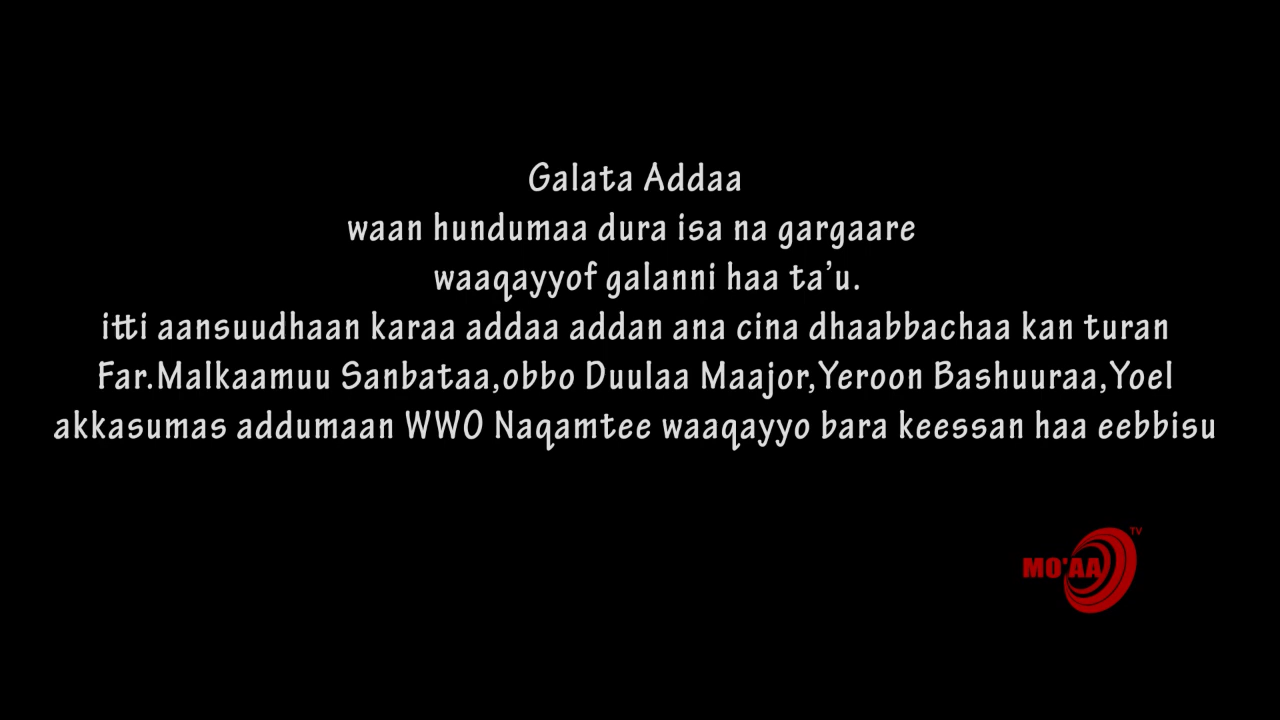 Galata Addaa
waan hundumaa dura isa na gargaare
waaqayyof galanni haa ta’u.
itti aansuudhaan karaa addaa addan ana cina dhaabbachaa kan turan
Far.Malkaamuu Sanbataa,obbo Duulaa Maajor,Yeroon Bashuuraa,Yoel
akkasumas addumaan WWO Naqamtee waaqayyo bara keessan haa eebbisu
MO'AA TV